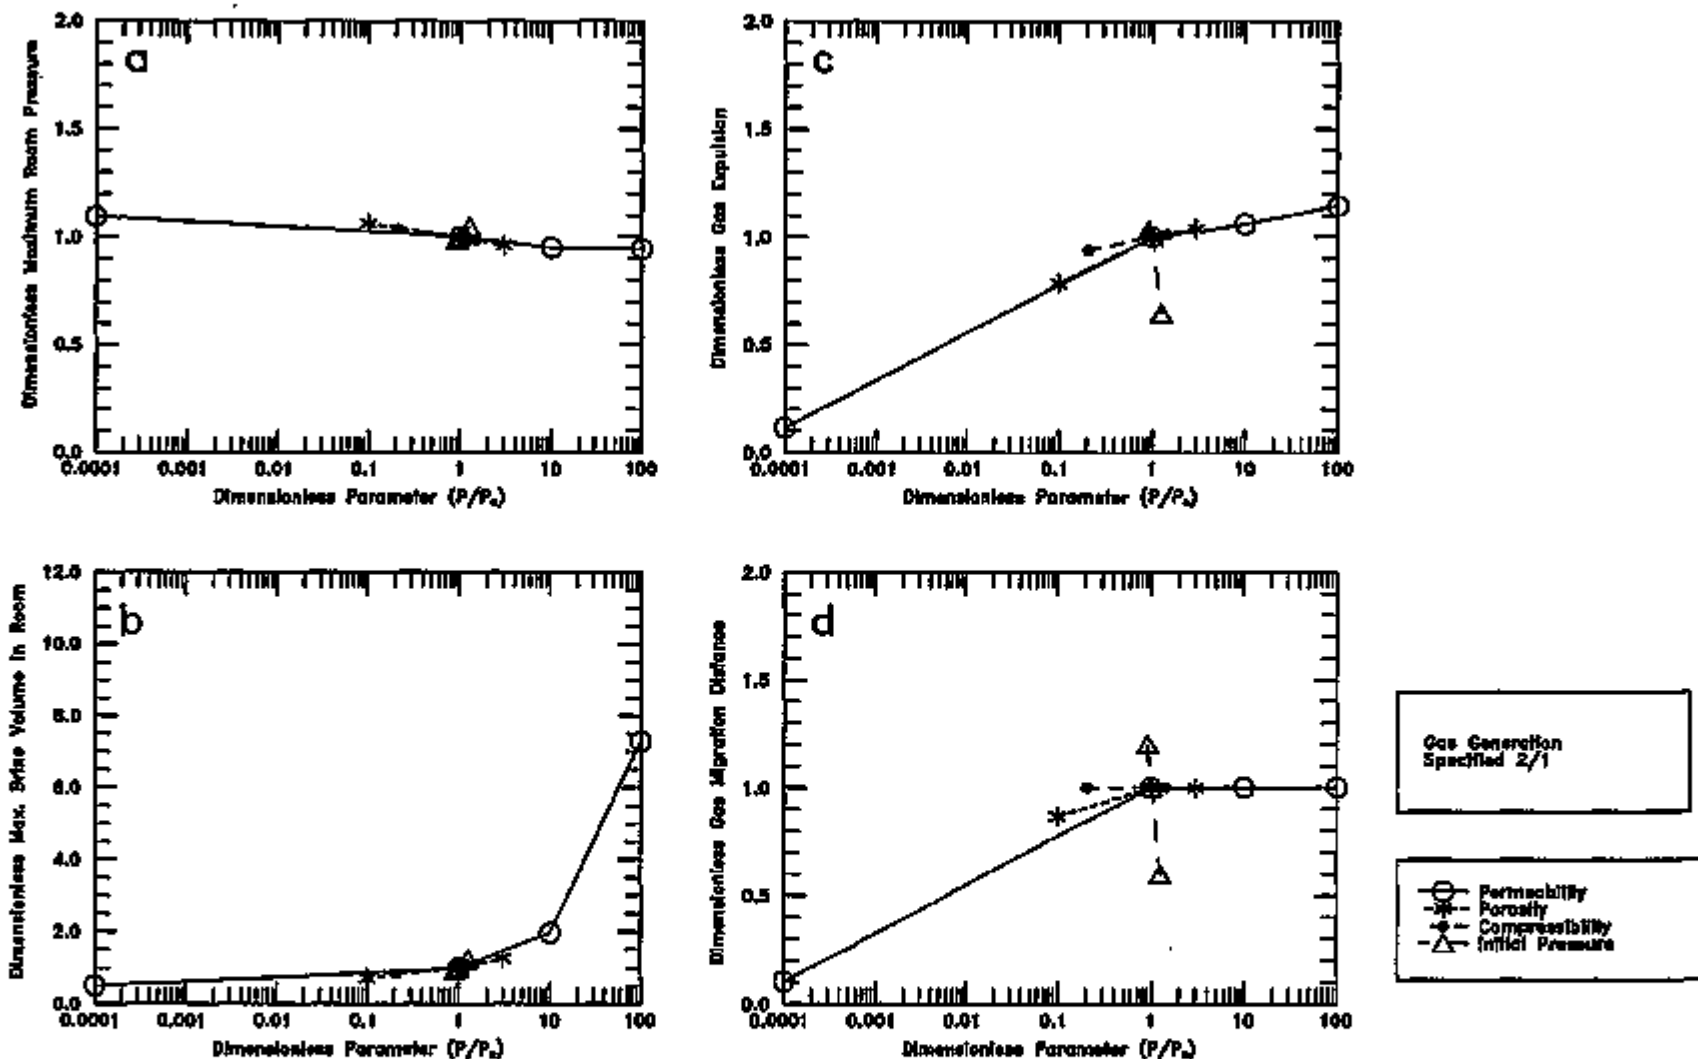 a
2.0
1.5
1.0
0.5
0.0
0.0001 0.001 0.01 0.1 1 10 100
Dimensionless Maximum Room Pressure
Dimensionless Parameter (P/P
c
2.0
1.5
1.0
0.5
0.0
0.0001 0.001 0.01 0.1 1 10 100
Dimensionless Gas Expulsion
Dimensionless Parameter (P/P
b
12.0
10.0
8.0
6.0
4.0
2.0
0.0
0.0001 0.001 0.01 0.1 1 10 100
Dimensionless Max. Brine Volume in Room
Dimensionless Parameter (P/P
d
2.0
1.5
1.0
0.5
0.0
0.0001 0.001 0.01 0.1 1 10 100
Dimensionless Gas Migration Distance
Dimensionless Parameter (P/P
Gas Generation
Specified 2/1
Permeability
Porosity
Compressibility
Initial Pressure